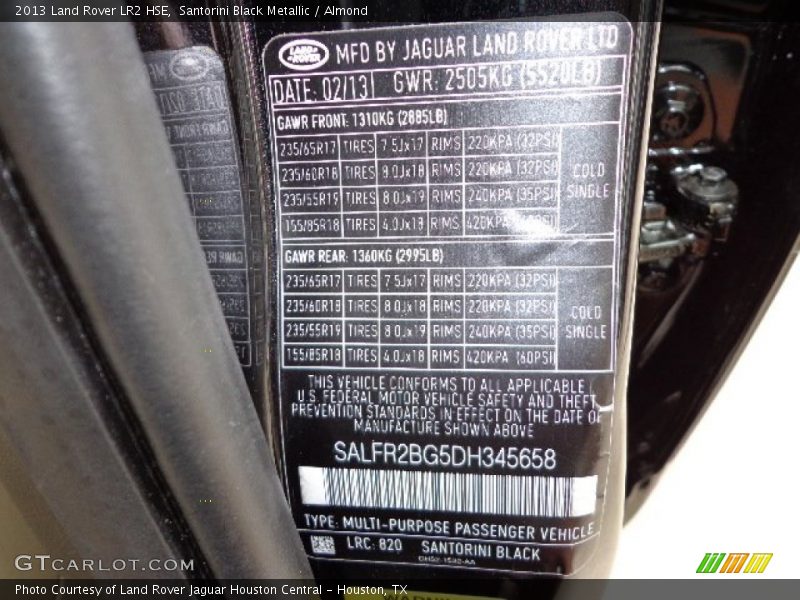 2013 Land Rover LR2 HSE, Santorini Black Metallic / Almond
LAND ROVER MFD BY JAGUAR LAND ROVER LTD
DATE: 02/13 GWR: 2505KG (5520LB)
GAWR FRONT: 1310KG (2885LB)
235/65R17 TIRES 7.5Jx17 RIMS 220KPA (32PSI)
235/60R18 TIRES 8.0Jx18 RIMS 220KPA (32PSI)
235/55R19 TIRES 8.0Jx19 RIMS 240KPA (35PSI)
155/85R18 TIRES 4.0Jx18 RIMS 420KPA
COLD
SINGLE
GAWR REAR: 1360KG (2995LB)
235/65R17 TIRES 7.5Jx17 RIMS 220KPA (32PSI)
235/60R18 TIRES 8.0Jx18 RIMS 220KPA (32PSI)
235/55R19 TIRES 8.0Jx19 RIMS 240KPA (35PSI)
155/85R18 TIRES 4.0Jx18 RIMS 420KPA (60PSI)
COLD
SINGLE
THIS VEHICLE CONFORMS TO ALL APPLICABLE
U.S. FEDERAL MOTOR VEHICLE SAFETY AND THEFT
PREVENTION STANDARDS IN EFFECT ON THE DATE OF
MANUFACTURE SHOWN ABOVE
SALFR2BG5DH345658
TYPE: MULTI-PURPOSE PASSENGER VEHICLE
LRC: 820 SANTORINI BLACK
GTCARLOT.COM
Photo Courtesy of Land Rover Jaguar Houston Central - Houston, TX